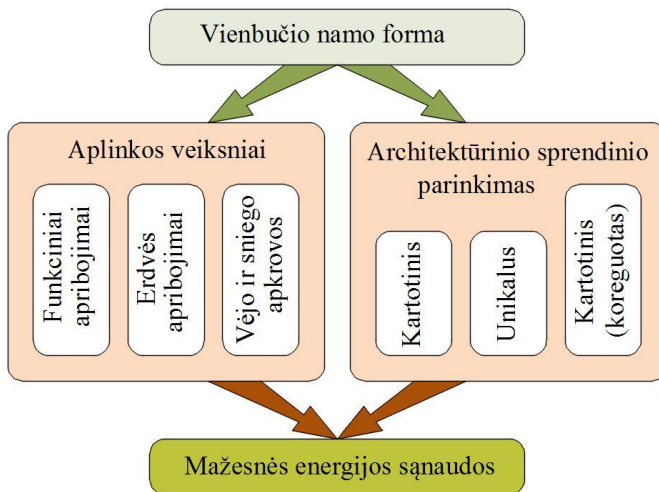 Vienbučio namo forma
Aplinkos veiksniai
Funkciniai
apribojimai
Erdvės
apribojimai
Vėjo ir sniego
apkrovos
Architektūrinio sprendinio
parinkimas
Kartotinis
Unikalus
Kartotinis
(koreguotas)
Mažesnės energijos sąnaudos